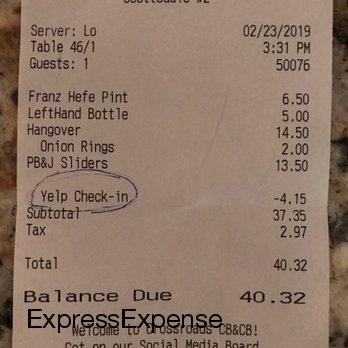 Scottsdale #2
Server: Lo 02/23/2019
Table 46/1 3:31 PM
Guests: 1 50076
Franz Hefe Pint 6.50
LeftHand Bottle 5.00
Hangover 14.50
Onion Rings 2.00
PB&J Sliders 13.50
Yelp Check-in -4.15
Subtotal 37.35
Tax 2.97
Total 40.32
Balance Due 40.32
ExpressExpense
Welcome to Crossroads CB&CB!
Get on our Social Media Board